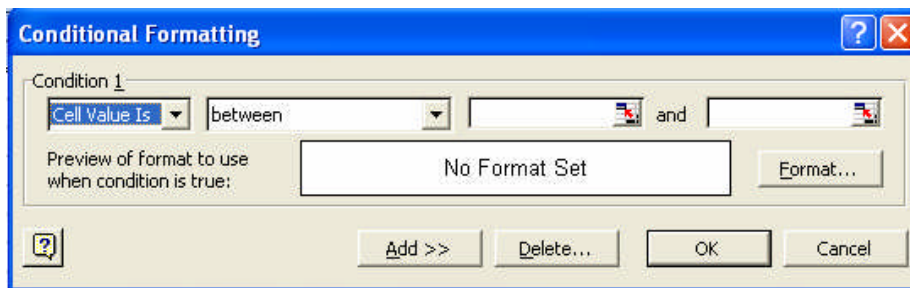 Conditional Formatting
Condition 1
Cell Value Is between and
Preview of format to use
when condition is true:
No Format Set
Format...
Add >> Delete... OK Cancel